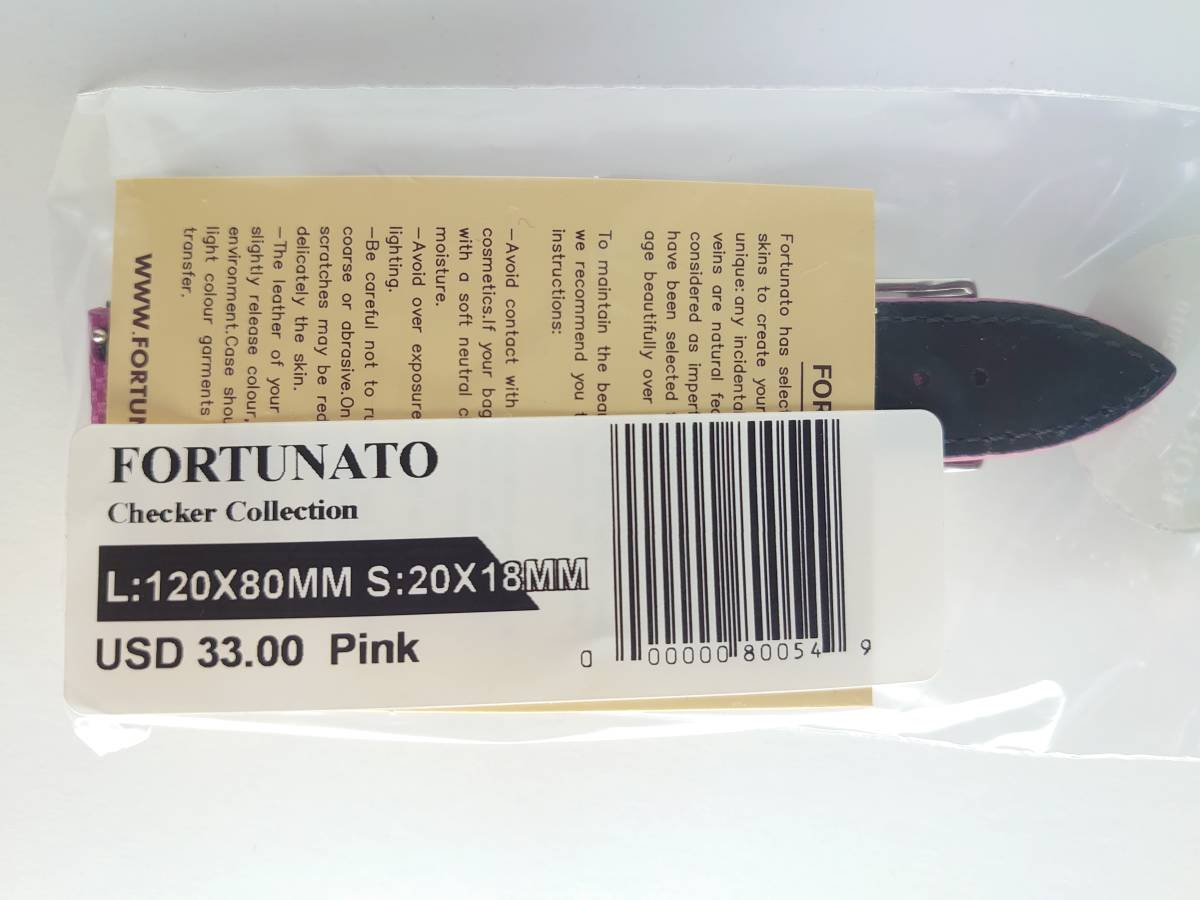 FORTUNATO
Checker Collection
L:120X80MM S:20X18MM
USD 33.00 Pink
0 00000 80054 9
FOR
Fortunato has select
skins to create your
unique: any incidenta
veins are natural fea
considered as imperf
have been selected
age beautifully over
To maintain the beau
we recommend you
instructions:
-Avoid contact with
cosmetics.If your bag
with a soft neutral c
moisture.
-Avoid over exposure
lighting.
-Be careful not to ru
coarse or abrasive.On
scratches may be red
delicately the skin.
-The leather of your
slightly release colour,
environment.Case shou
light colour garments
transfer.
WWW.FORTUN